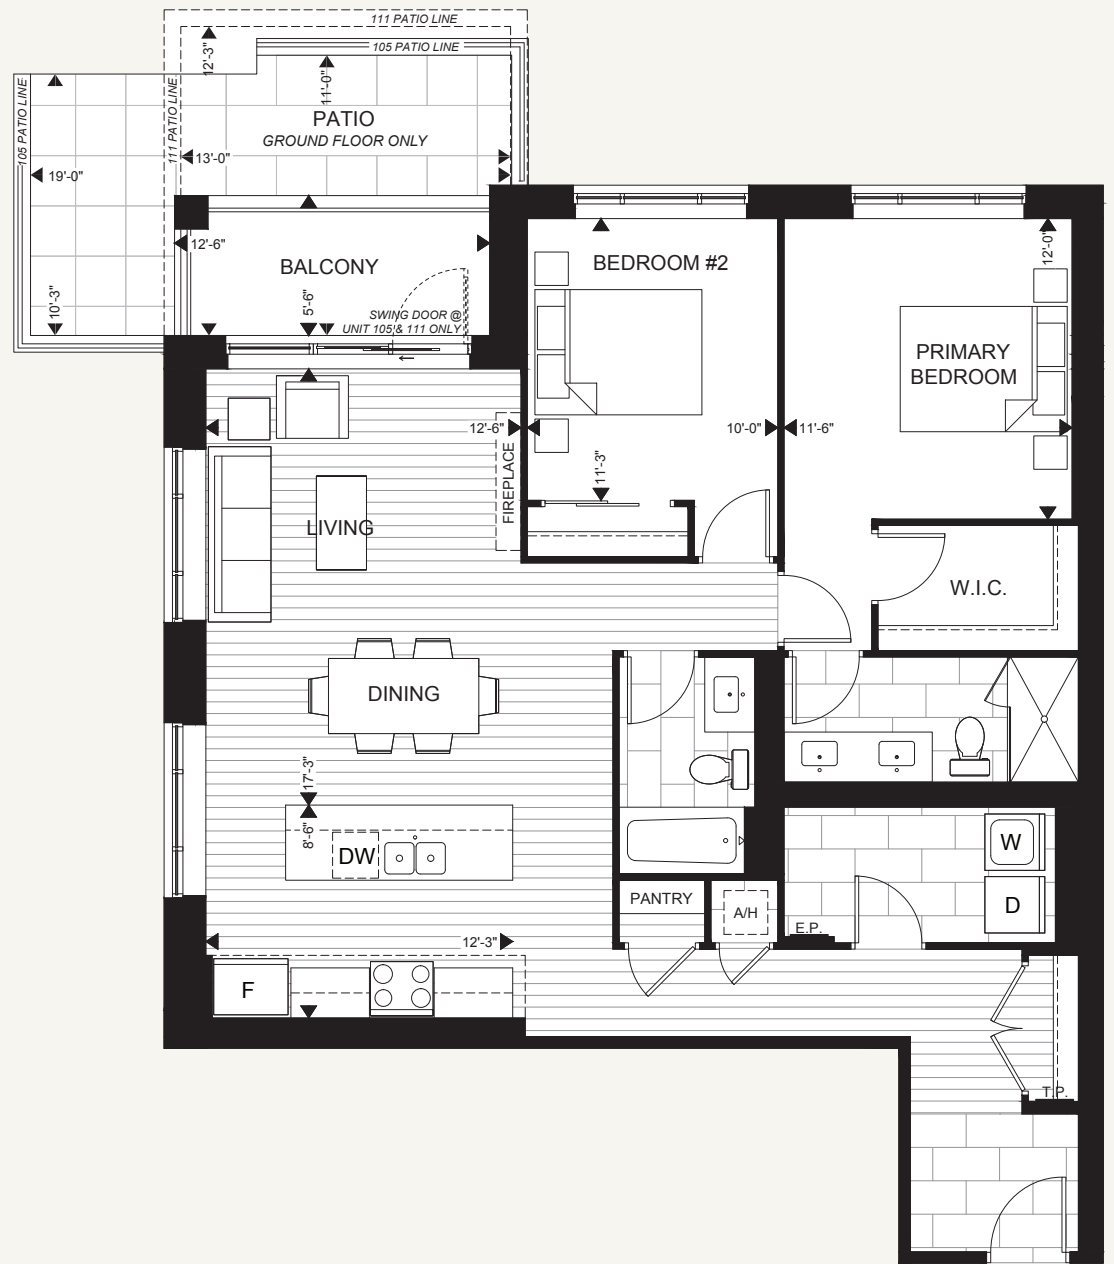 111 PATIO LINE
12'-3"
105 PATIO LINE
11'-0"
105 PATIO LINE
111 PATIO LINE
PATIO
GROUND FLOOR ONLY
13'-0"
19'-0"
12'-6"
BALCONY
10'-3"
5'-6"
SWING DOOR @
UNIT 105 & 111 ONLY
BEDROOM #2
12'-0"
PRIMARY
BEDROOM
12'-6"
10'-0"
11'-6"
11'-3"
FIREPLACE
LIVING
W.I.C.
DINING
17'-3"
8'-6"
DW
W
D
PANTRY
A/H
E.P.
12'-3"
F
T.P.